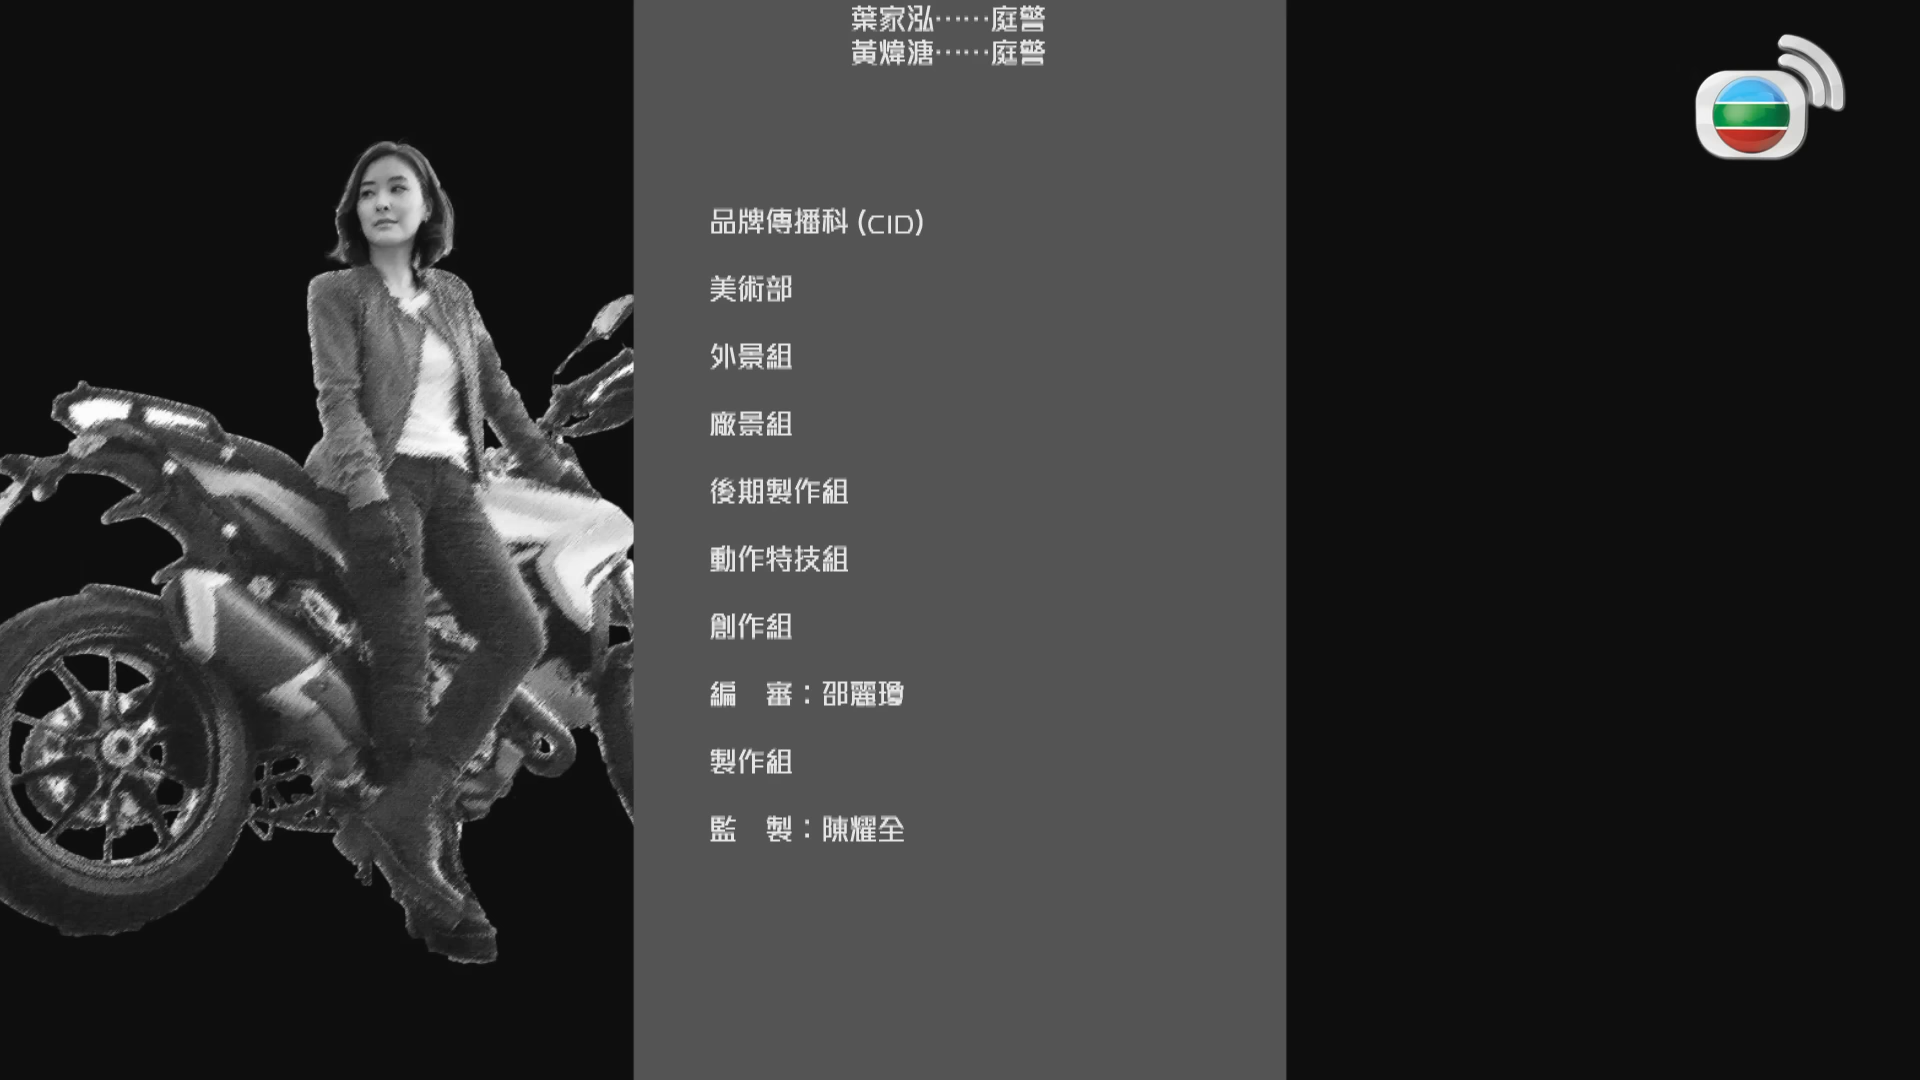 葉家泓……庭警
黃煒溏……庭警
品牌傳播科 (CID)
美術部
外景組
廠景組
後期製作組
動作特技組
創作組
編　審：邵麗瓊
製作組
監　製：陳耀全